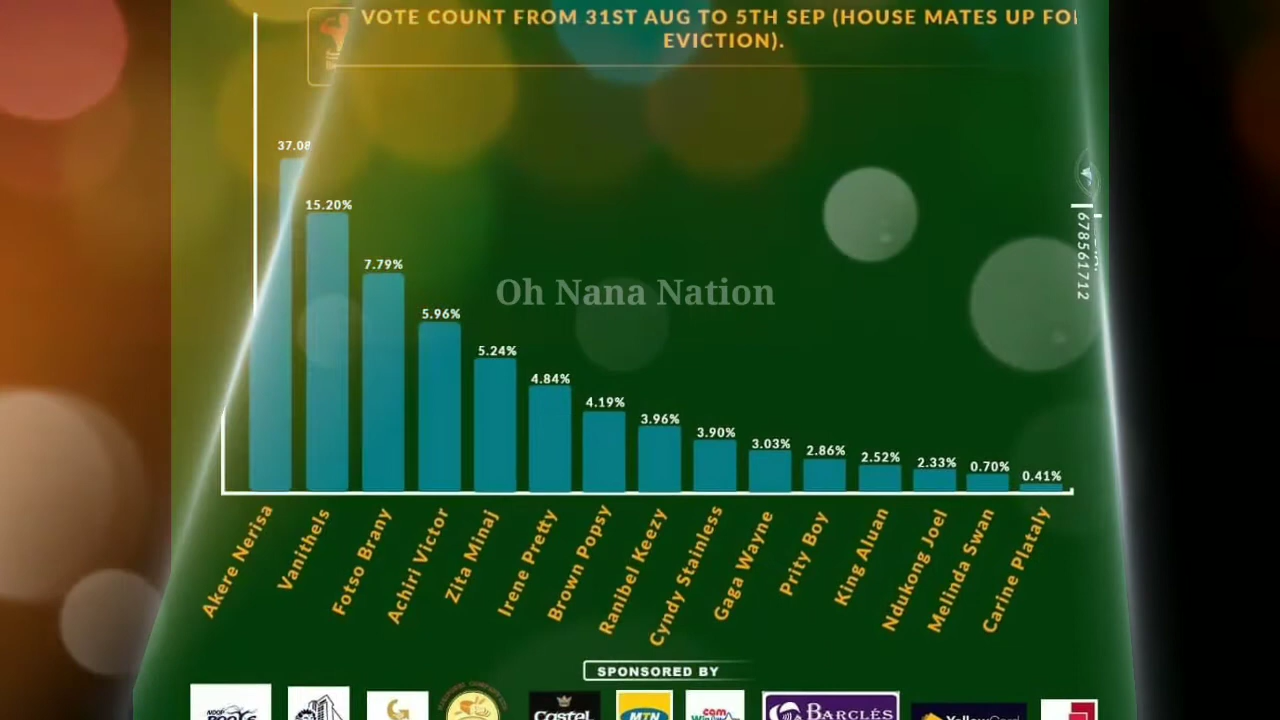 VOTE COUNT FROM 31ST AUG TO 5TH SEP (HOUSE MATES UP FOR
EVICTION).
37.08
15.20%
7.79%
5.96%
5.24%
4.84%
4.19%
3.96%
3.90%
3.03%
2.86%
2.52%
2.33%
0.70%
0.41%
Oh Nana Nation
678561712
Akere Nerisa
Vanithels
Fotso Brany
Achiri Victor
Zita Minaj
Irene Pretty
Brown Popsy
Ranibel Keezy
Cyndy Stainless
Gaga Wayne
Prity Boy
King Aluan
Ndukong Joel
Melinda Swan
Carine Plataly
SPONSORED BY
Castel
MTN
BARCLÉS